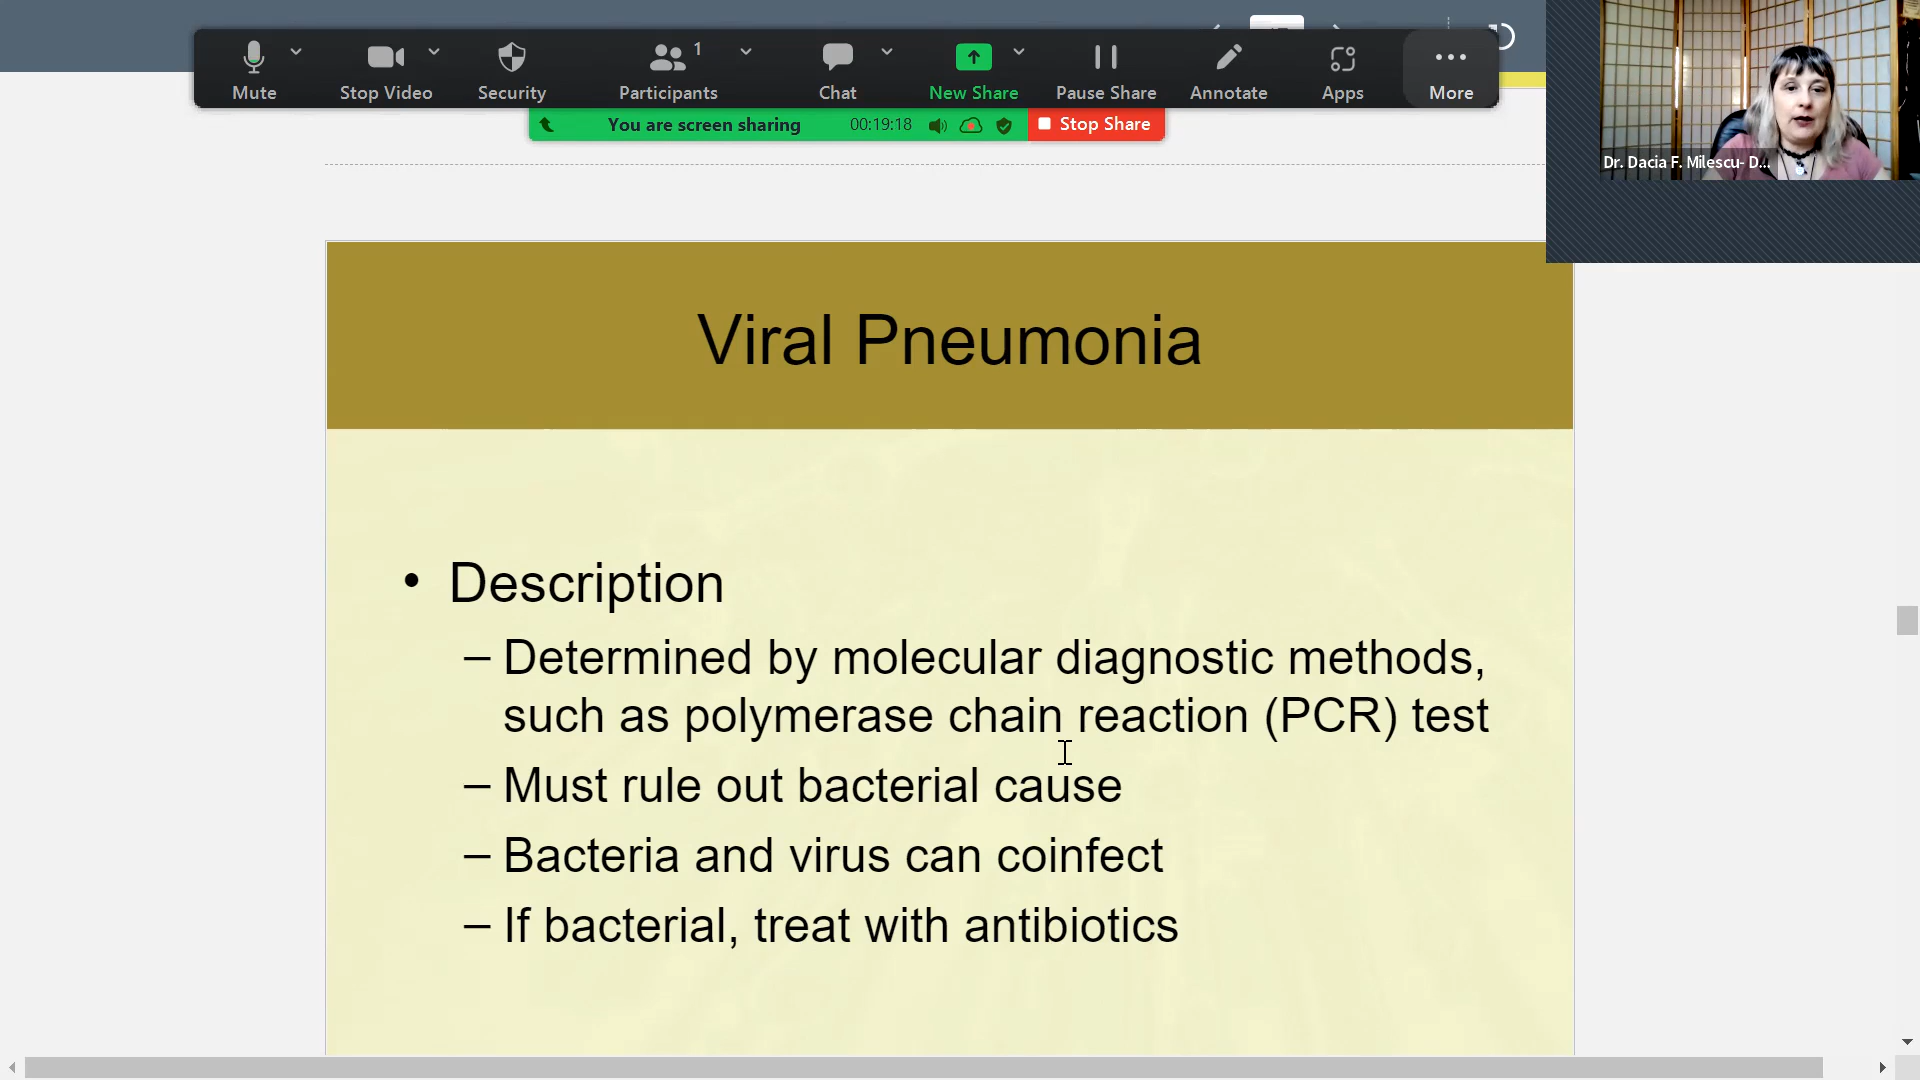 1
Mute
Stop Video
Security
Participants
Chat
New Share
Pause Share
Annotate
Apps
More
You are screen sharing
00:19:18
Stop Share
Dr. Dacia F. Milescu- D...
Viral Pneumonia
• Description
– Determined by molecular diagnostic methods,
such as polymerase chain reaction (PCR) test
– Must rule out bacterial cause
– Bacteria and virus can coinfect
– If bacterial, treat with antibiotics